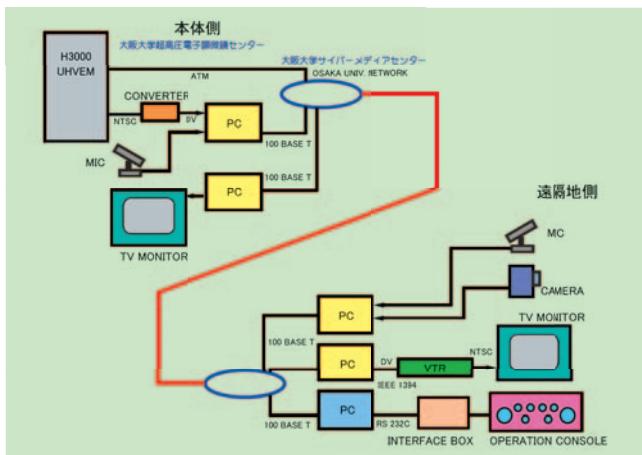 本体側
大阪大学超高圧電子顕微鏡センター
H3000
UHVEM
ATM
大阪大学サイバーメディアセンター
OSAKA UNIV. NETWORK
CONVERTER
NTSC
DV
PC
100 BASE T
MIC
100 BASE T
PC
TV MONITOR
遠隔地側
MC
CAMERA
PC
TV MONITOR
100 BASE T
PC
DV
VTR
NTSC
IEEE 1394
PC
100 BASE T
RS 232C
INTERFACE BOX
OPERATION CONSOLE